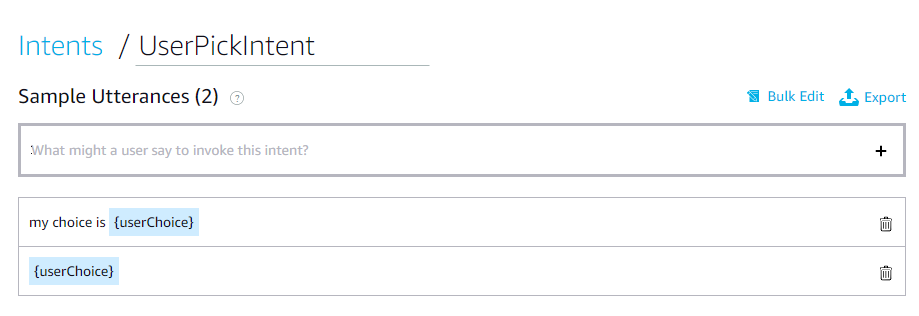 Intents / UserPickIntent
Sample Utterances (2) ? Bulk Edit Export
What might a user say to invoke this intent? +
my choice is {userChoice}
{userChoice}